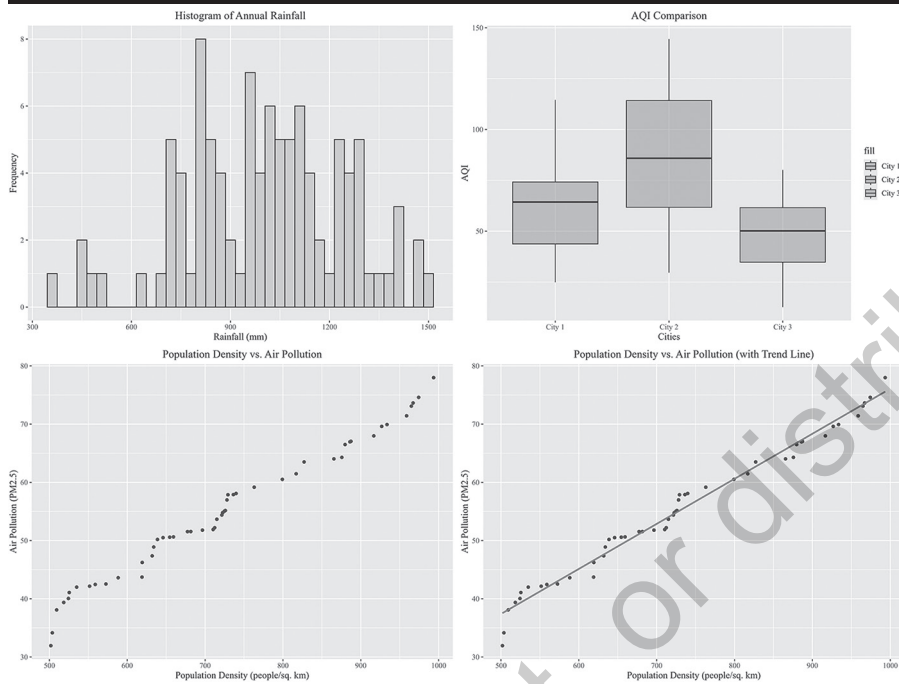 Histogram of Annual Rainfall
8
6
4
2
0
Frequency
300 600 900 1200 1500
Rainfall (mm)
AQI Comparison
150
100
50
AQI
City 1 City 2 City 3
Cities
fill
City 1
City 2
City 3
Population Density vs. Air Pollution
80
70
60
50
40
30
Air Pollution (PM2.5)
500 600 700 800 900 1000
Population Density (people/sq. km)
Population Density vs. Air Pollution (with Trend Line)
80
70
60
50
40
30
Air Pollution (PM2.5)
500 600 700 800 900 1000
Population Density (people/sq. km)
or